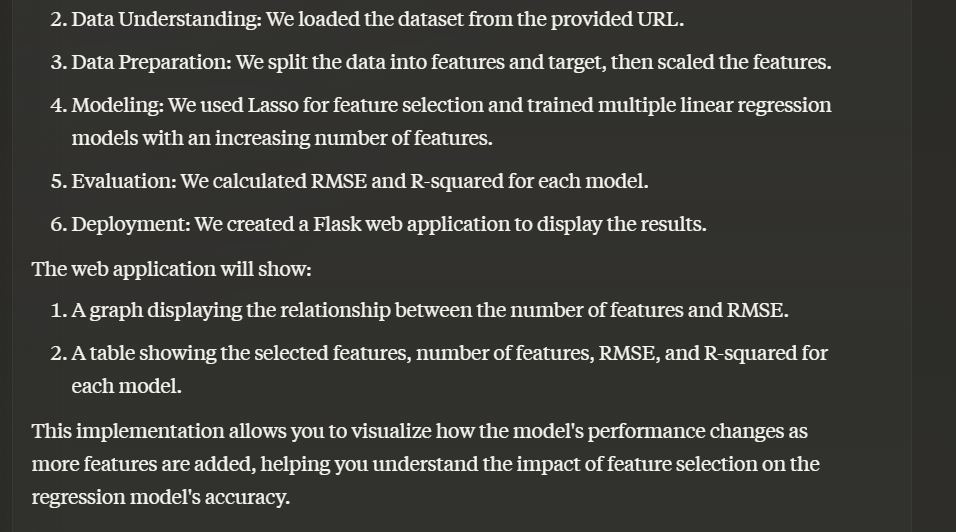 2. Data Understanding: We loaded the dataset from the provided URL.
3. Data Preparation: We split the data into features and target, then scaled the features.
4. Modeling: We used Lasso for feature selection and trained multiple linear regression
models with an increasing number of features.
5. Evaluation: We calculated RMSE and R-squared for each model.
6. Deployment: We created a Flask web application to display the results.
The web application will show:
1. A graph displaying the relationship between the number of features and RMSE.
2. A table showing the selected features, number of features, RMSE, and R-squared for
each model.
This implementation allows you to visualize how the model's performance changes as
more features are added, helping you understand the impact of feature selection on the
regression model's accuracy.